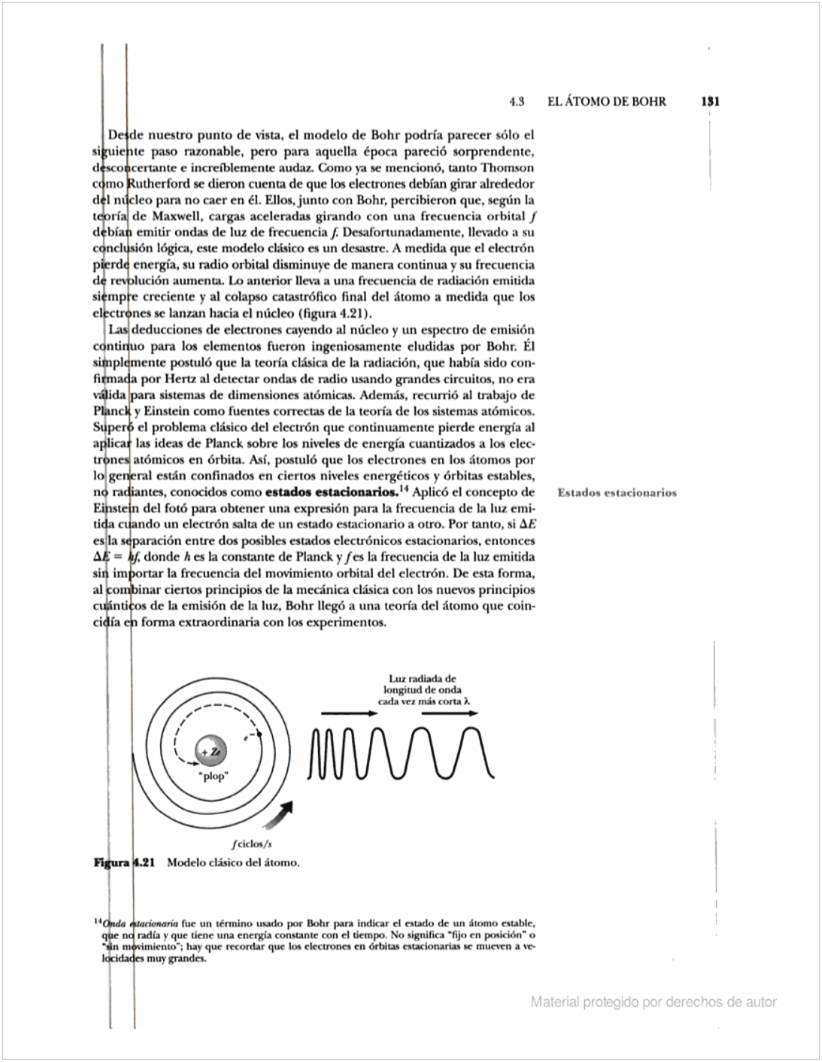 4.3 EL ÁTOMO DE BOHR 131
Desde nuestro punto de vista, el modelo de Bohr podría parecer sólo el
siguiente paso razonable, pero para aquella época pareció sorprendente,
desconcertante e increíblemente audaz. Como ya se mencionó, tanto Thomson
como Rutherford se dieron cuenta de que los electrones debían girar alrededor
del núcleo para no caer en él. Ellos, junto con Bohr, percibieron que, según la
teoría de Maxwell, cargas aceleradas girando con una frecuencia orbital f
debían emitir ondas de luz de frecuencia f. Desafortunadamente, llevado a su
conclusión lógica, este modelo clásico es un desastre. A medida que el electrón
pierde energía, su radio orbital disminuye de manera continua y su frecuencia
de revolución aumenta. Lo anterior lleva a una frecuencia de radiación emitida
siempre creciente y al colapso catastrófico final del átomo a medida que los
electrones se lanzan hacia el núcleo (figura 4.21).
Las deducciones de electrones cayendo al núcleo y un espectro de emisión
continuo para los elementos fueron ingeniosamente eludidas por Bohr. Él
simplemente postuló que la teoría clásica de la radiación, que había sido con-
firmada por Hertz al detectar ondas de radio usando grandes circuitos, no era
válida para sistemas de dimensiones atómicas. Además, recurrió al trabajo de
Planck y Einstein como fuentes correctas de la teoría de los sistemas atómicos.
Superó el problema clásico del electrón que continuamente pierde energía al
aplicar las ideas de Planck sobre los niveles de energía cuantizados a los elec-
trones atómicos en órbita. Así, postuló que los electrones en los átomos por
lo general están confinados en ciertos niveles energéticos y órbitas estables,
no radiantes, conocidos como estados estacionarios.¹⁴ Aplicó el concepto de
Einstein del fotó para obtener una expresión para la frecuencia de la luz emi-
tida cuando un electrón salta de un estado estacionario a otro. Por tanto, si ΔE
es la separación entre dos posibles estados electrónicos estacionarios, entonces
ΔE = hf, donde h es la constante de Planck y f es la frecuencia de la luz emitida
sin importar la frecuencia del movimiento orbital del electrón. De esta forma,
al combinar ciertos principios de la mecánica clásica con los nuevos principios
cuánticos de la emisión de la luz, Bohr llegó a una teoría del átomo que coin-
cidía en forma extraordinaria con los experimentos.
Estados estacionarios
Luz radiada de
longitud de onda
cada vez más corta λ
e⁻
+ Ze
"plop"
f ciclos/s
Figura 4.21 Modelo clásico del átomo.
¹⁴Onda estacionaria fue un término usado por Bohr para indicar el estado de un átomo estable,
que no radía y que tiene una energía constante con el tiempo. No significa "fijo en posición" o
"sin movimiento"; hay que recordar que los electrones en órbitas estacionarias se mueven a ve-
locidades muy grandes.
Material protegido por derechos de autor